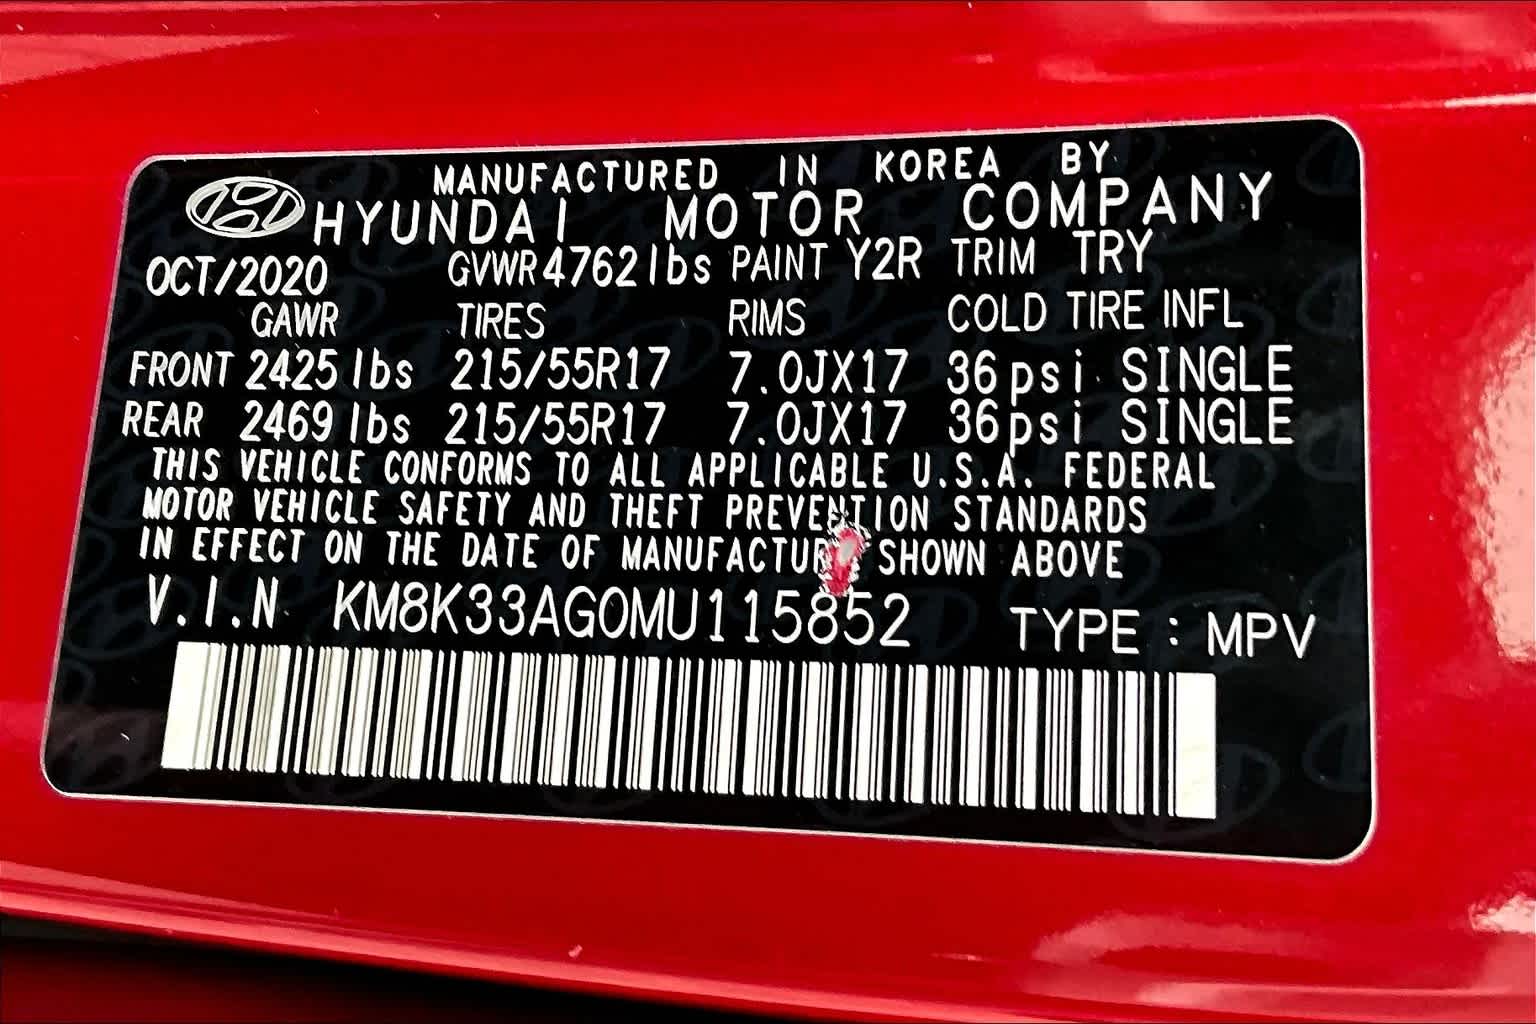 MANUFACTURED IN KOREA BY
HYUNDAI MOTOR COMPANY
OCT/2020 GVWR 4762lbs PAINT Y2R TRIM TRY
GAWR TIRES RIMS COLD TIRE INFL
FRONT 2425 lbs 215/55R17 7.0JX17 36psi SINGLE
REAR 2469 lbs 215/55R17 7.0JX17 36psi SINGLE
THIS VEHICLE CONFORMS TO ALL APPLICABLE U.S.A. FEDERAL
MOTOR VEHICLE SAFETY AND THEFT PREVENTION STANDARDS
IN EFFECT ON THE DATE OF MANUFACTUR SHOWN ABOVE
V.I.N KM8K33AG0MU115852 TYPE : MPV